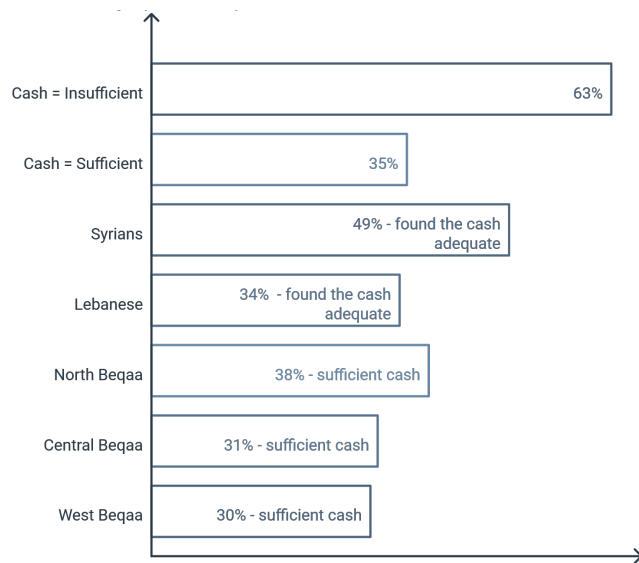 Cash = Insufficient
63%
Cash = Sufficient
35%
Syrians
49% - found the cash
adequate
Lebanese
34% - found the cash
adequate
North Beqaa
38% - sufficient cash
Central Beqaa
31% - sufficient cash
West Beqaa
30% - sufficient cash